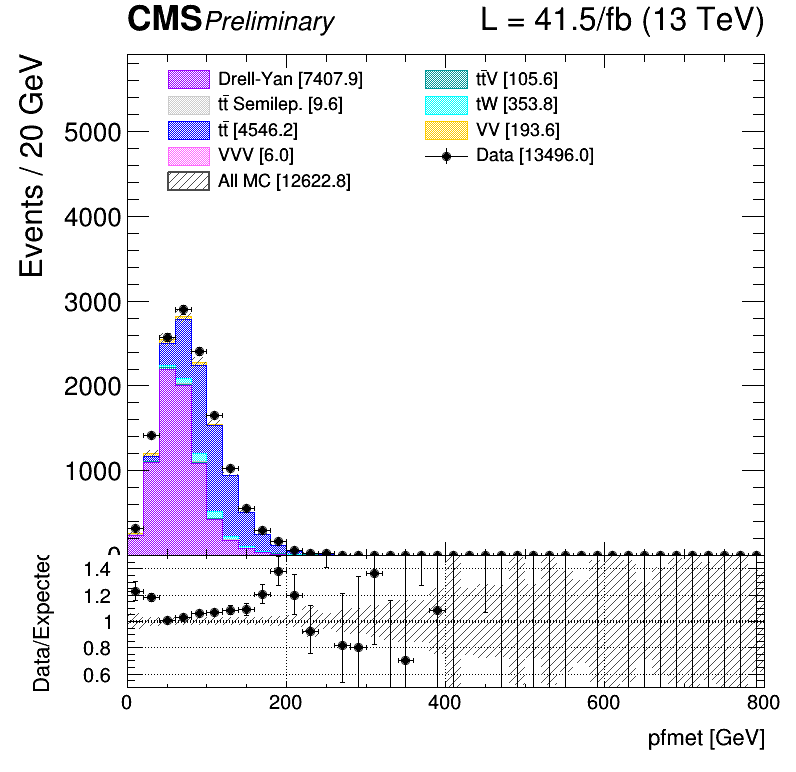 CMS Preliminary L = 41.5/fb (13 TeV)
Events / 20 GeV
Drell-Yan [7407.9]
tt̄ Semilep. [9.6]
tt̄ [4546.2]
VVV [6.0]
All MC [12622.8]
tt̄V [105.6]
tW [353.8]
VV [193.6]
Data [13496.0]
5000
4000
3000
2000
1000
0
Data/Expected
1.4
1.2
1
0.8
0.6
0 200 400 600 800
pfmet [GeV]